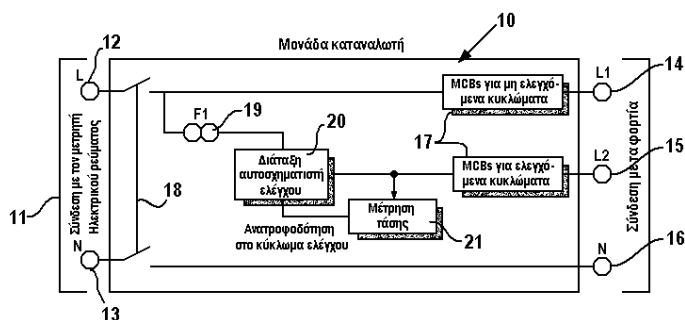 Μονάδα καταναλωτή
10
12
L
11
Σύνδεση με τον μετρητή
Ηλεκτρικού ρεύματος
18
N
13
F1
19
20
Διάταξη
αυτοσχηματιστή
ελέγχου
MCBs για μη ελεγχό-
μενα κυκλώματα
17
MCBs για ελεγχό-
μενα κυκλώματα
Μέτρηση
τάσης
21
Ανατροφοδότηση
στο κύκλωμα ελέγχου
L1
14
L2
15
N
16
Σύνδεση μεγα φορτία